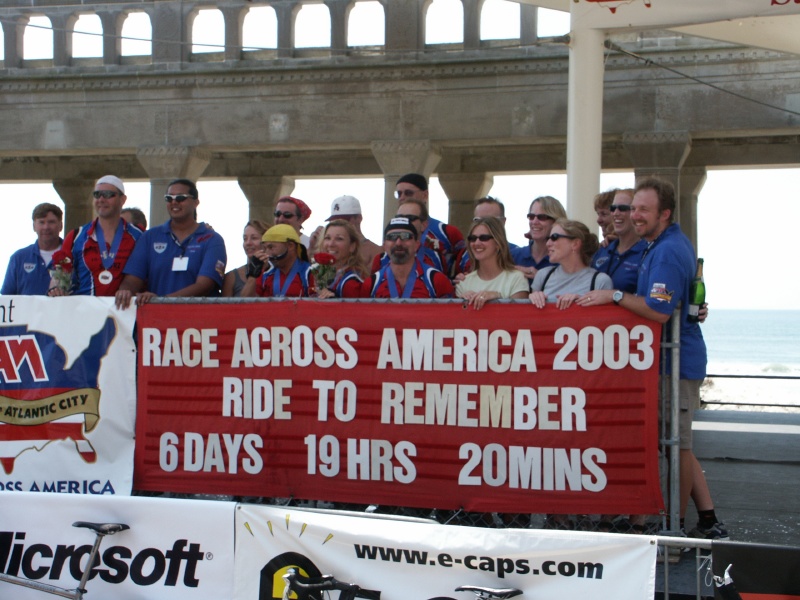 RACE ACROSS AMERICA 2003
RIDE TO REMEMBER
6 DAYS 19 HRS 20 MINS
ATLANTIC CITY
OSS AMERICA
Microsoft®
www.e-caps.com